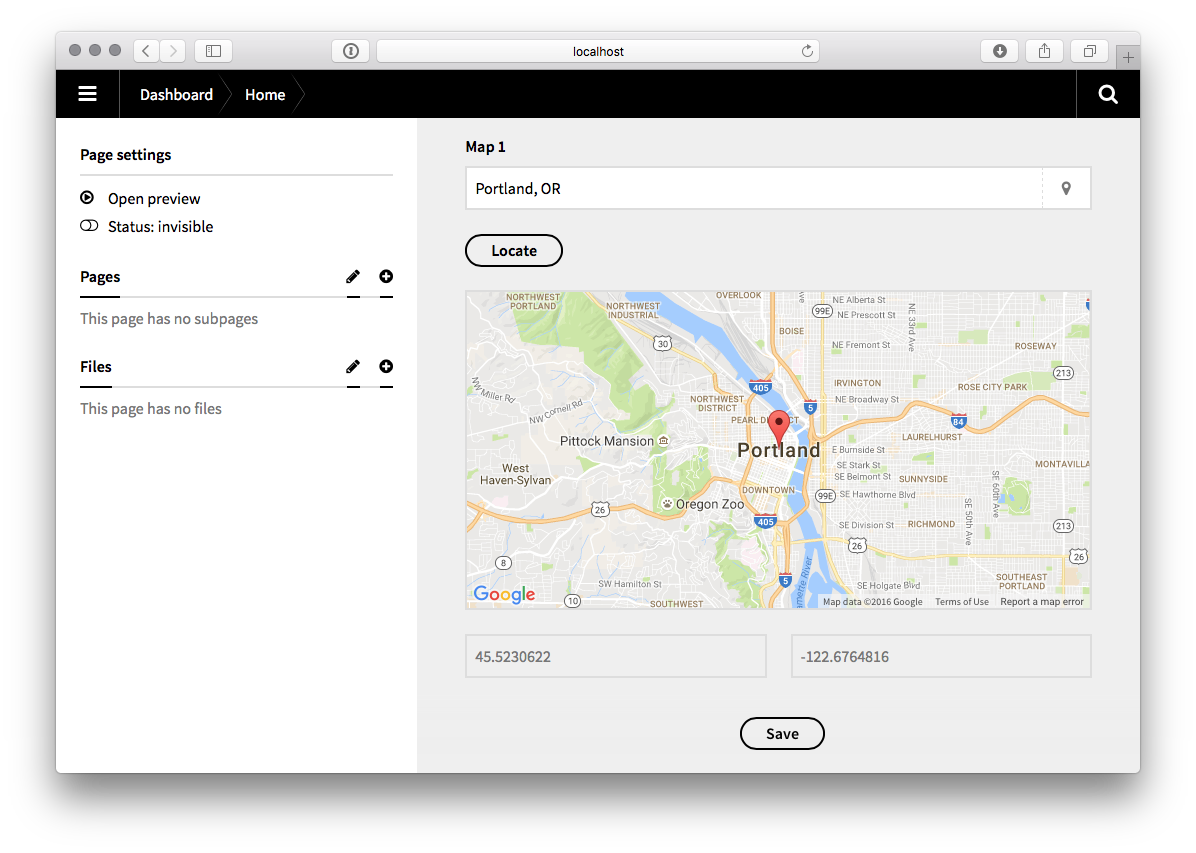 localhost
Dashboard
Home
Page settings
Open preview
Status: invisible
Pages
This page has no subpages
Files
This page has no files
Map 1
Portland, OR
Locate
NORTHWEST
PORTLAND
NORTHWEST
INDUSTRIAL
OVERLOOK
99E
NE Alberta St
NE Prescott St
NE 33rd Ave
BOISE
30
NE Fremont St
ROSEWAY
213
NW Miller Rd
NW Cornell Rd
405
NORTHWEST
DISTRICT
5
IRVINGTON
NE Broadway St
ROSE CITY PARK
84
PEARL DISTRICT
Pittock Mansion
Portland
LAURELHURST
E Burnside St
SE Stark St
SE Belmont St
MONTAVILLA
West
Haven-Sylvan
DOWNTOWN
99E
SE Hawthorne Blvd
SUNNYSIDE
SE 60th Ave
SE 50th Ave
26
Oregon Zoo
405
SE Division St
RICHMOND
213
26
26
8
5
SW Hamilton St
SE Holgate Blvd
SOUTHEAST
PORTLAND
Google
10
SOUTHWEST
Map data ©2016 Google
Terms of Use
Report a map error
45.5230622
-122.6764816
Save